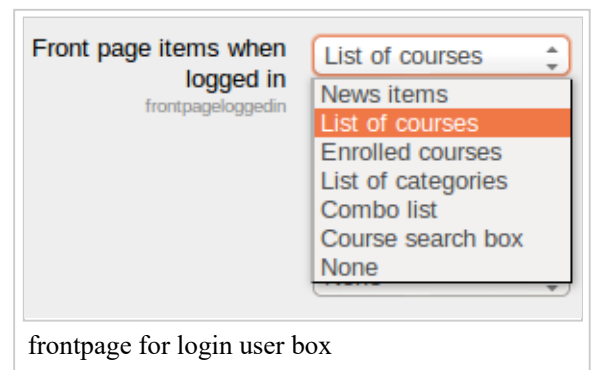 Front page items when
logged in
frontpageloggedin
List of courses
News items
List of courses
Enrolled courses
List of categories
Combo list
Course search box
None
None
frontpage for login user box